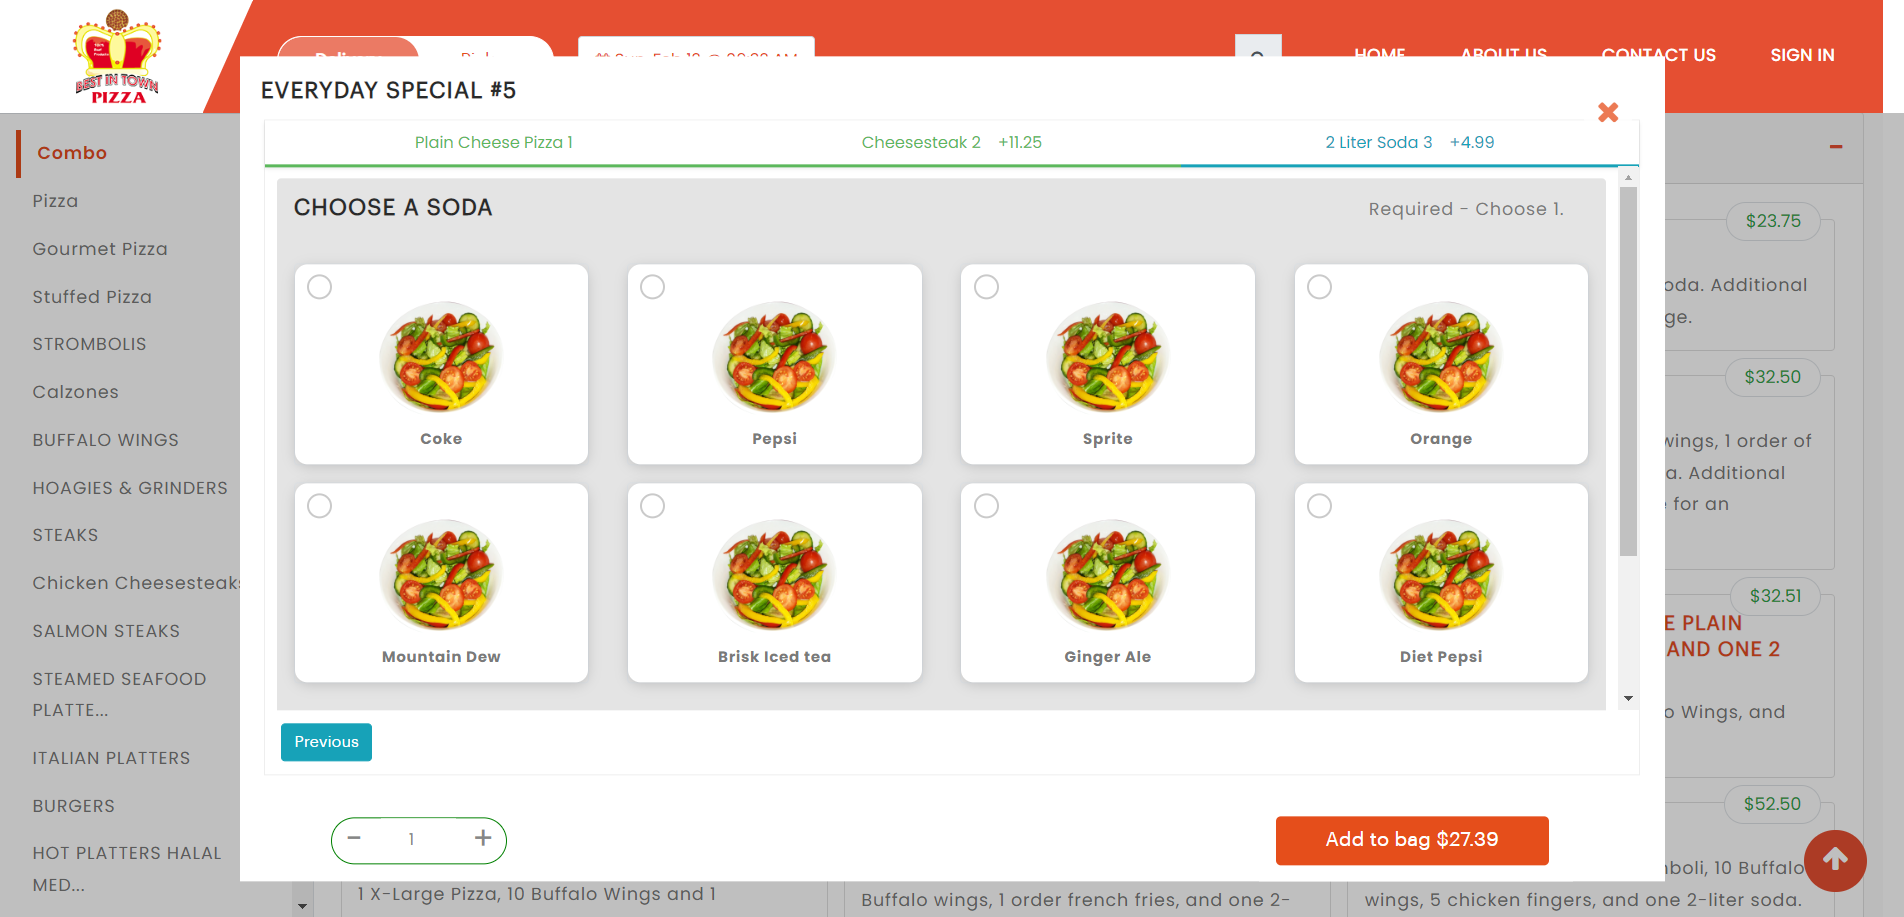 BEST IN TOWN
PIZZA
HOME
ABOUT US
CONTACT US
SIGN IN
EVERYDAY SPECIAL #5
Plain Cheese Pizza 1
Cheesesteak 2 +11.25
2 Liter Soda 3 +4.99
CHOOSE A SODA
Required - Choose 1.
Coke
Pepsi
Sprite
Orange
Mountain Dew
Brisk Iced tea
Ginger Ale
Diet Pepsi
Previous
- 1 +
Add to bag $27.39
Combo
Pizza
Gourmet Pizza
Stuffed Pizza
STROMBOLIS
Calzones
BUFFALO WINGS
HOAGIES & GRINDERS
STEAKS
Chicken Cheesesteaks
SALMON STEAKS
STEAMED SEAFOOD
PLATTE...
ITALIAN PLATTERS
BURGERS
HOT PLATTERS HALAL
MED...
$23.75
oda. Additional
ge.
$32.50
wings, 1 order of
a. Additional
for an
$32.51
E PLAIN
AND ONE 2
o Wings, and
$52.50
1 X-Large Pizza, 10 Buffalo Wings and 1
Buffalo wings, 1 order french fries, and one 2-
mboli, 10 Buffalo
wings, 5 chicken fingers, and one 2-liter soda.